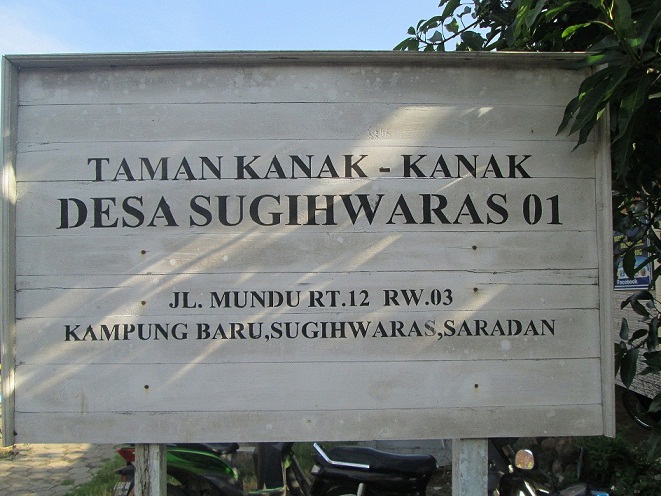 TAMAN KANAK - KANAK
DESA SUGIHWARAS 01
JL. MUNDU RT.12 RW.03
KAMPUNG BARU,SUGIHWARAS,SARADAN